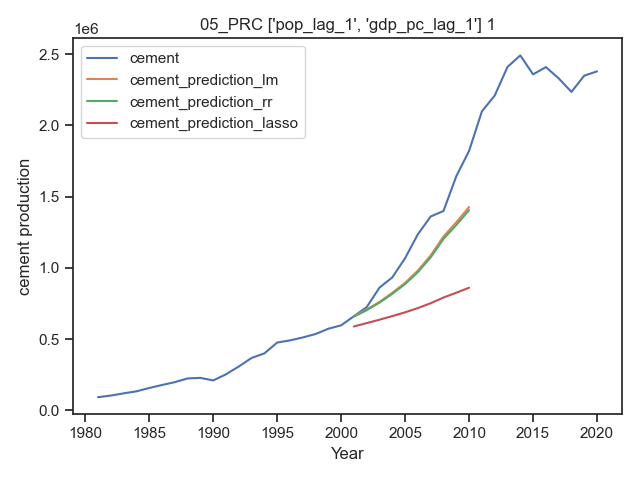 05_PRC ['pop_lag_1', 'gdp_pc_lag_1'] 1
1e6
cement
cement_prediction_lm
cement_prediction_rr
cement_prediction_lasso
cement production
2.5
2.0
1.5
1.0
0.5
0.0
1980 1985 1990 1995 2000 2005 2010 2015 2020
Year